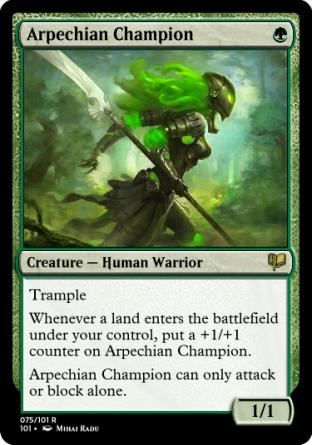 Arpechian Champion
Creature — Human Warrior
Trample
Whenever a land enters the battlefield
under your control, put a +1/+1
counter on Arpechian Champion.
Arpechian Champion can only attack
or block alone.
1/1
075/101 R
101 • Mihai Radu